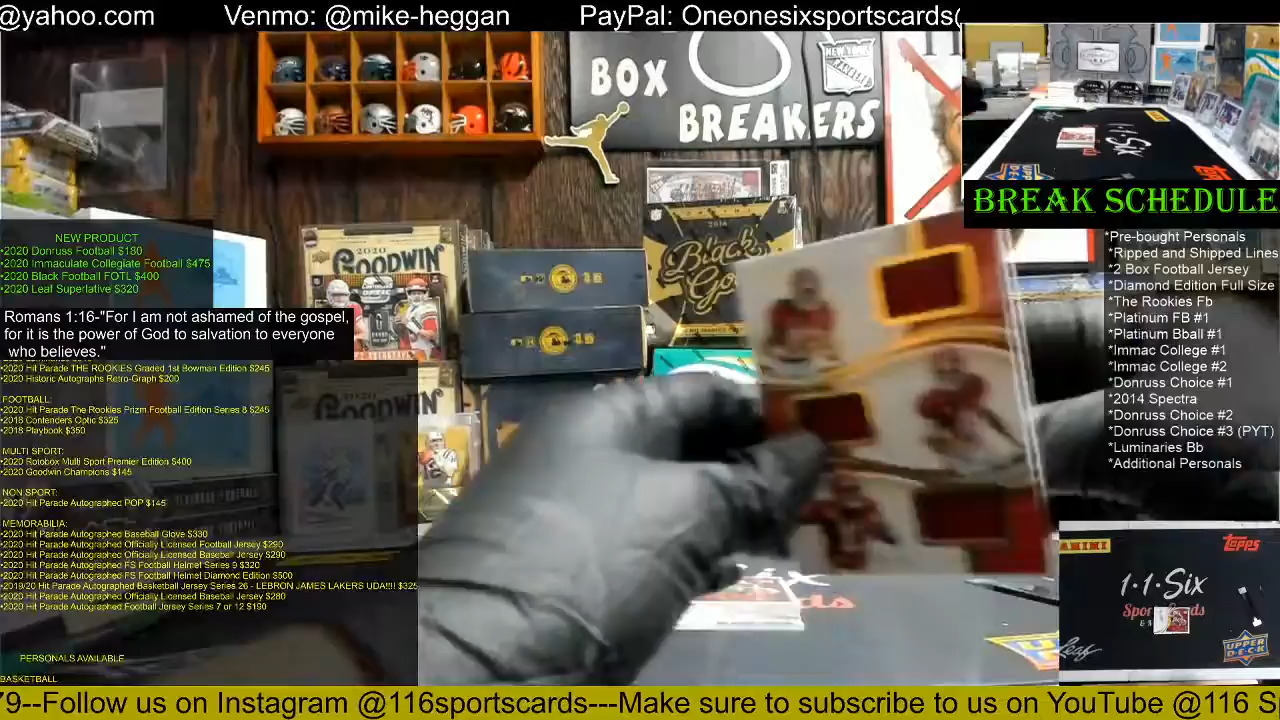 @yahoo.com Venmo: @mike-heggan PayPal: Oneonesixsportscards(
BOX
BREAKERS
NEW YORK
BREAK SCHEDULE
*Pre-bought Personals
*Ripped and Shipped Lines
*2 Box Football Jersey
*Diamond Edition Full Size
*The Rookies Fb
*Platinum FB #1
*Platinum Bball #1
*Immac College #1
*Immac College #2
*Donruss Choice #1
*2014 Spectra
*Donruss Choice #2
*Donruss Choice #3 (PYT)
*Luminaries Bb
*Additional Personals
NEW PRODUCT
*2020 Donruss Football $180
*2020 Immaculate Collegiate Football $475
*2020 Black Football FOTL $400
*2020 Leaf Superlative $320
Romans 1:16-"For I am not ashamed of the gospel,
for it is the power of God to salvation to everyone
who believes."
*2020 Hit Parade THE ROOKIES Graded 1st Bowman Edition $245
*2020 Historic Autographs Retro-Graph $200
FOOTBALL:
*2020 Hit Parade The Rookies Prizm Football Edition Series 8 $245
*2018 Contenders Optic $325
*2018 Playbook $350
MULTI SPORT:
*2020 Rotobox Multi Sport Premier Edition $400
*2020 Goodwin Champions $145
NON SPORT:
*2020 Hit Parade Autographed POP $145
MEMORABILIA:
*2020 Hit Parade Autographed Baseball Glove $330
*2020 Hit Parade Autographed Officially Licensed Football Jersey $290
*2020 Hit Parade Autographed Officially Licensed Baseball Jersey $290
*2020 Hit Parade Autographed FS Football Helmet Series 9 $320
*2020 Hit Parade Autographed FS Football Helmet Diamond Edition $500
*2019/20 Hit Parade Autographed Basketball Jersey Series 26 - LEBRON JAMES LAKERS UDA!!!! $325
*2020 Hit Parade Autographed Officially Licensed Baseball Jersey $280
*2020 Hit Parade Autographed Football Jersey Series 7 or 12 $190
PERSONALS AVAILABLE
BASKETBALL
2020
GOODWIN
2016
Black
Gold
GOODWIN
1·1·Six
PANINI
topps
1·1·Six
Sports Cards
Leaf
UPPER
DECK
79--Follow us on Instagram @116sportscards---Make sure to subscribe to us on YouTube @116 S